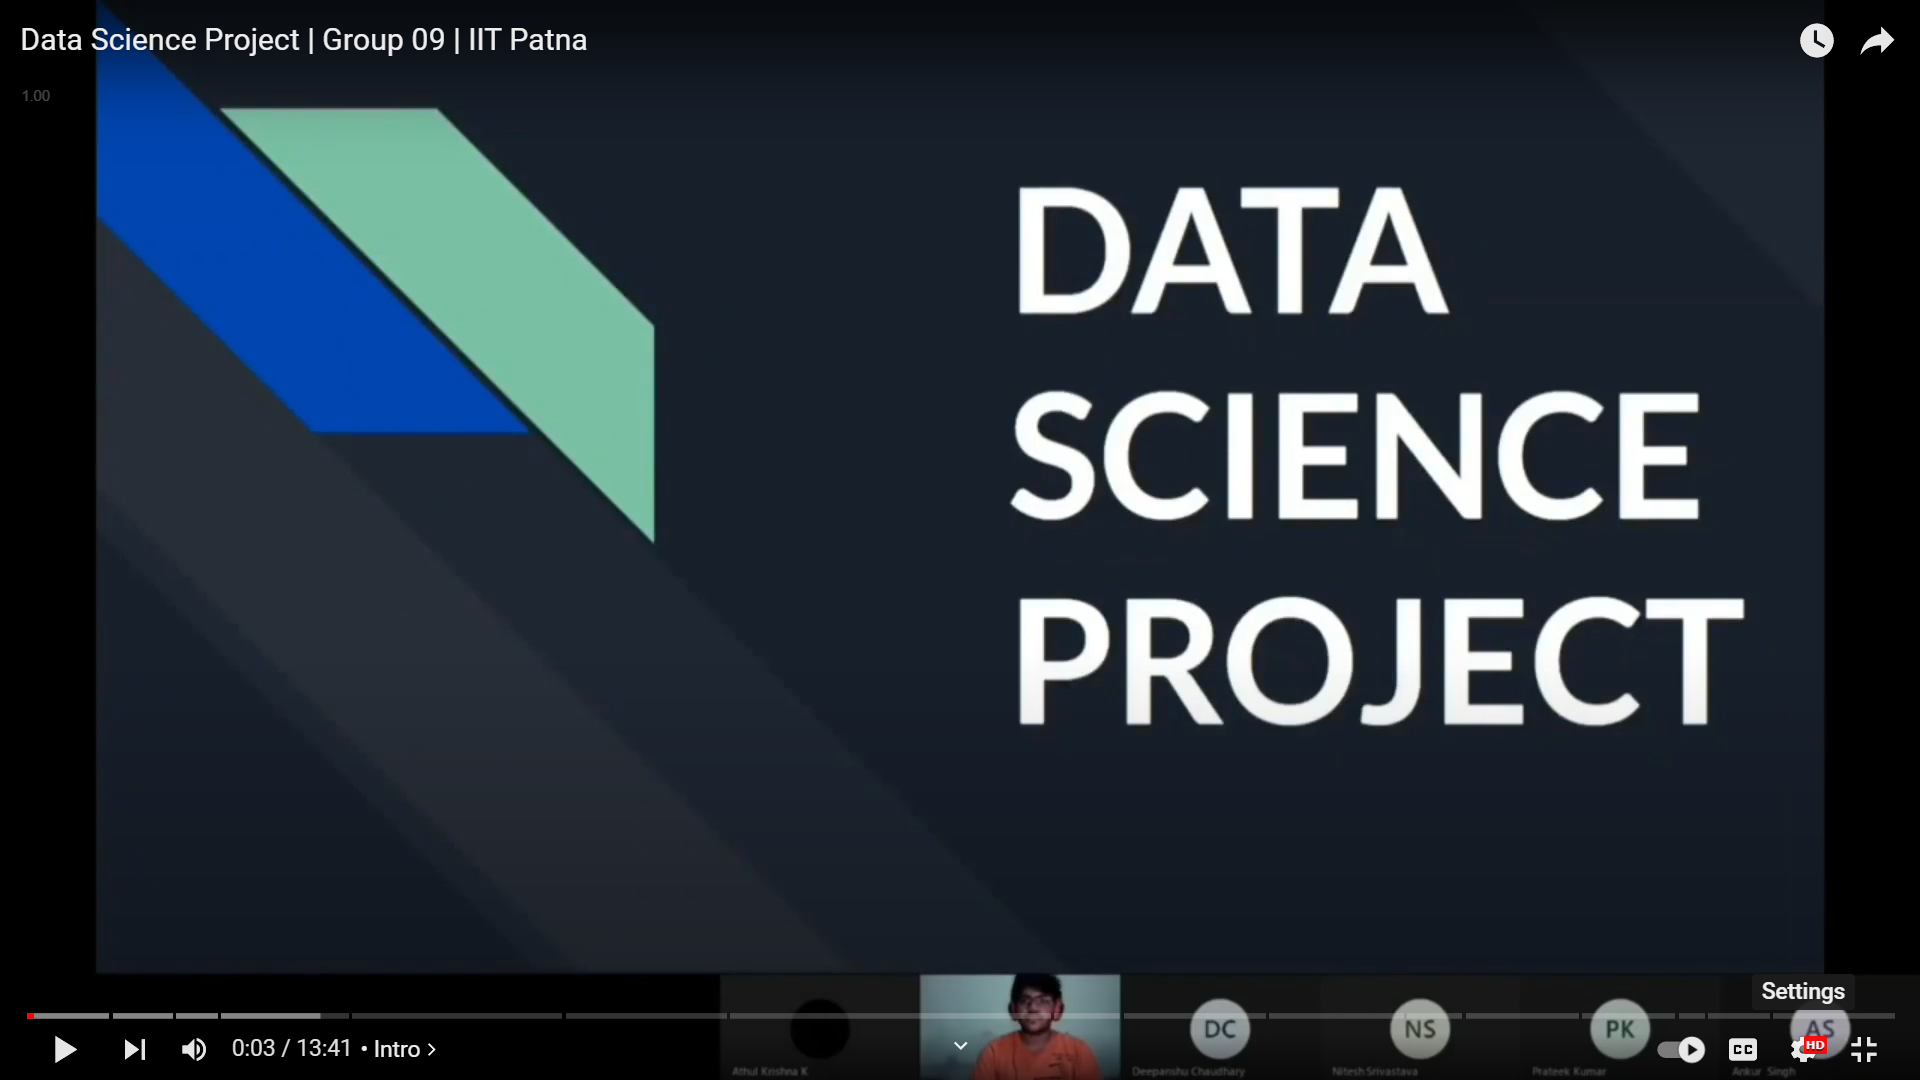 Data Science Project | Group 09 | IIT Patna
1.00
DATA
SCIENCE
PROJECT
Settings
DC
NS
PK
AS
0:03 / 13:41 • Intro
CC
HD
Athul Krishna K
Deepanshu Chaudhary
Nitesh Srivastava
Prateek Kumar
Ankur Singh